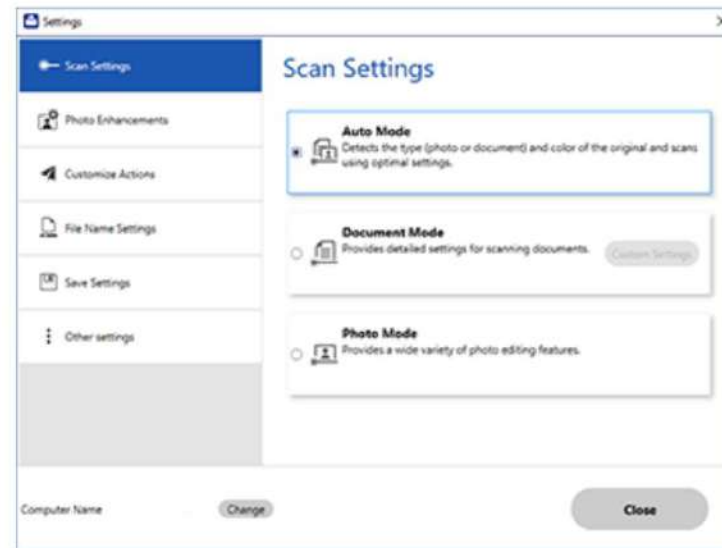 Settings
Scan Settings
Photo Enhancements
Customize Actions
File Name Settings
Save Settings
Other settings
Scan Settings
Auto Mode
Detects the type (photo or document) and color of the original and scans
using optimal settings.
Document Mode
Provides detailed settings for scanning documents.
Custom Settings
Photo Mode
Provides a wide variety of photo editing features.
Computer Name
Change
Close